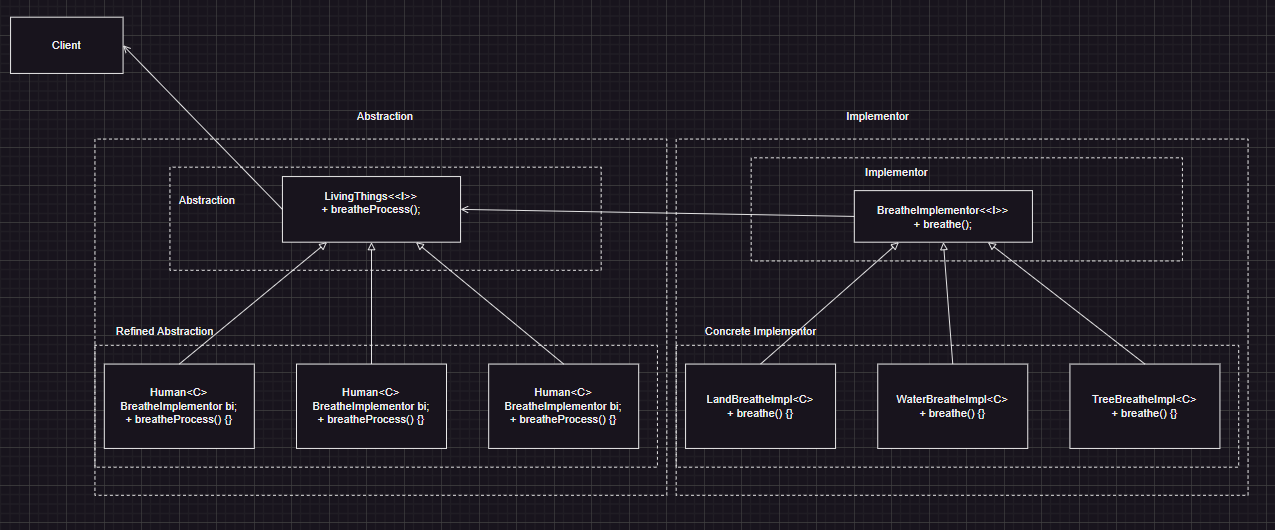 Client
Abstraction
Implementor
Abstraction
LivingThings<<I>>
+ breatheProcess();
Implementor
BreatheImplementor<<I>>
+ breathe();
Refined Abstraction
Concrete Implementor
Human<C>
BreatheImplementor bi;
+ breatheProcess() {}
Human<C>
BreatheImplementor bi;
+ breatheProcess() {}
Human<C>
BreatheImplementor bi;
+ breatheProcess() {}
LandBreatheImpl<C>
+ breathe() {}
WaterBreatheImpl<C>
+ breathe() {}
TreeBreatheImpl<C>
+ breathe() {}